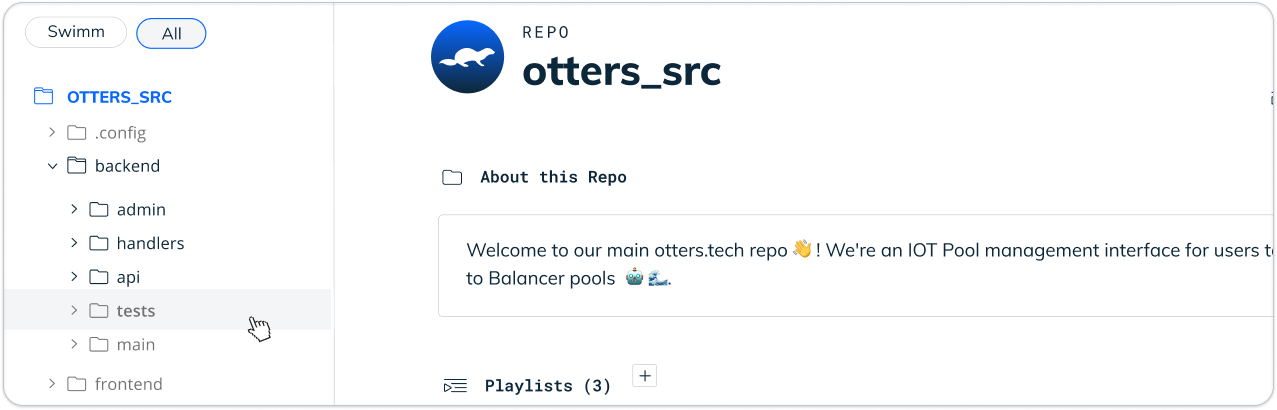 Swimm
All
OTTERS_SRC
.config
backend
admin
handlers
api
tests
main
frontend
REPO
otters_src
About this Repo
Welcome to our main otters.tech repo 👋 ! We're an IOT Pool management interface for users
to Balancer pools 🤖 🌊.
Playlists (3)
+